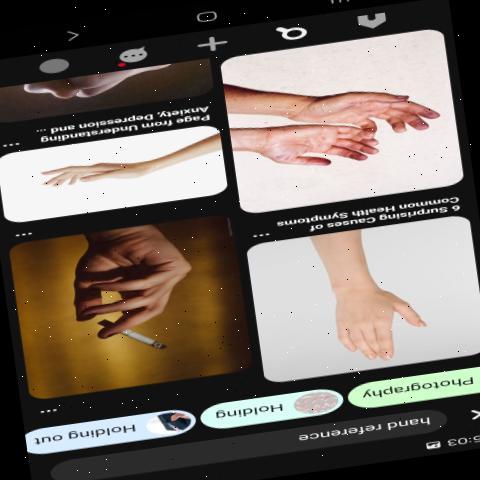 5:03
hand reference
Photography
Holding
Holding out
6 Surprising Causes of
Common Health Symptoms
Page from Understanding
Anxiety, Depression and ...